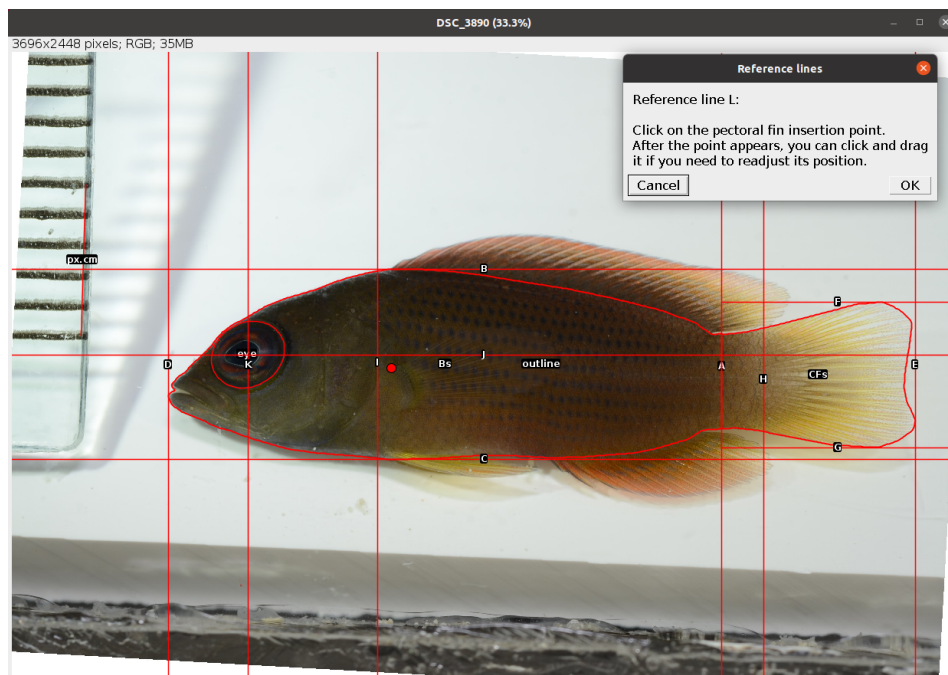 DSC_3890 (33.3%)
3696x2448 pixels; RGB; 35MB
Reference lines
Reference line L:
Click on the pectoral fin insertion point.
After the point appears, you can click and drag
it if you need to readjust its position.
Cancel
OK
px.cm
B
F
eye
D
K
I
J
Bs
outline
A
H
CFs
E
G
C